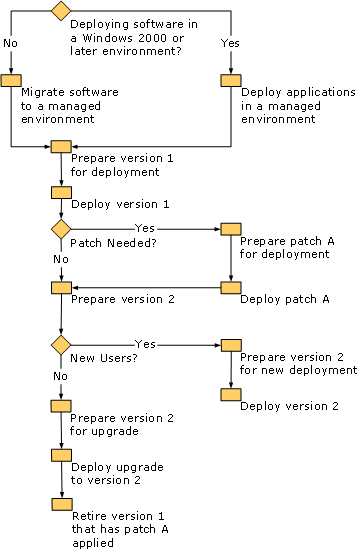 Deploying software in
a Windows 2000 or
later environment?
No
Yes
Migrate software
to a managed
environment
Deploy applications
in a managed
environment
Prepare version 1
for deployment
Deploy version 1
Yes
Patch Needed?
No
Prepare patch A
for deployment
Prepare version 2
Deploy patch A
Yes
New Users?
No
Prepare version 2
for new deployment
Deploy version 2
Prepare version 2
for upgrade
Deploy upgrade
to version 2
Retire version 1
that has patch A
applied